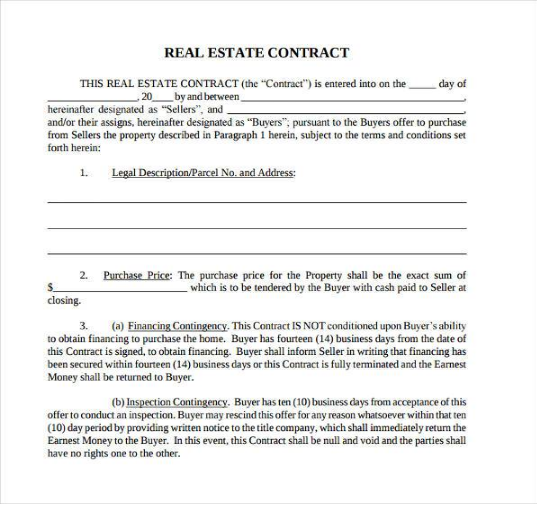 REAL ESTATE CONTRACT
THIS REAL ESTATE CONTRACT (the “Contract”) is entered into on the _____ day of
_________________, 20____ by and between __________________________________________,
hereinafter designated as “Sellers”, and ____________________________________________,
and/or their assigns, hereinafter designated as “Buyers”; pursuant to the Buyers offer to purchase
from Sellers the property described in Paragraph 1 herein, subject to the terms and conditions set
forth herein:
1. Legal Description/Parcel No. and Address:
2. Purchase Price: The purchase price for the Property shall be the exact sum of
$_________________________ which is to be tendered by the Buyer with cash paid to Seller at
closing.
3. (a) Financing Contingency. This Contract IS NOT conditioned upon Buyer’s ability
to obtain financing to purchase the home. Buyer has fourteen (14) business days from the date of
this Contract is signed, to obtain financing. Buyer shall inform Seller in writing that financing has
been secured within fourteen (14) business days or this Contract is fully terminated and the Earnest
Money shall be returned to Buyer.
(b) Inspection Contingency. Buyer has ten (10) business days from acceptance of this
offer to conduct an inspection. Buyer may rescind this offer for any reason whatsoever within that ten
(10) day period by providing written notice to the title company, which shall immediately return the
Earnest Money to the Buyer. In this event, this Contract shall be null and void and the parties shall
have no rights one to the other.